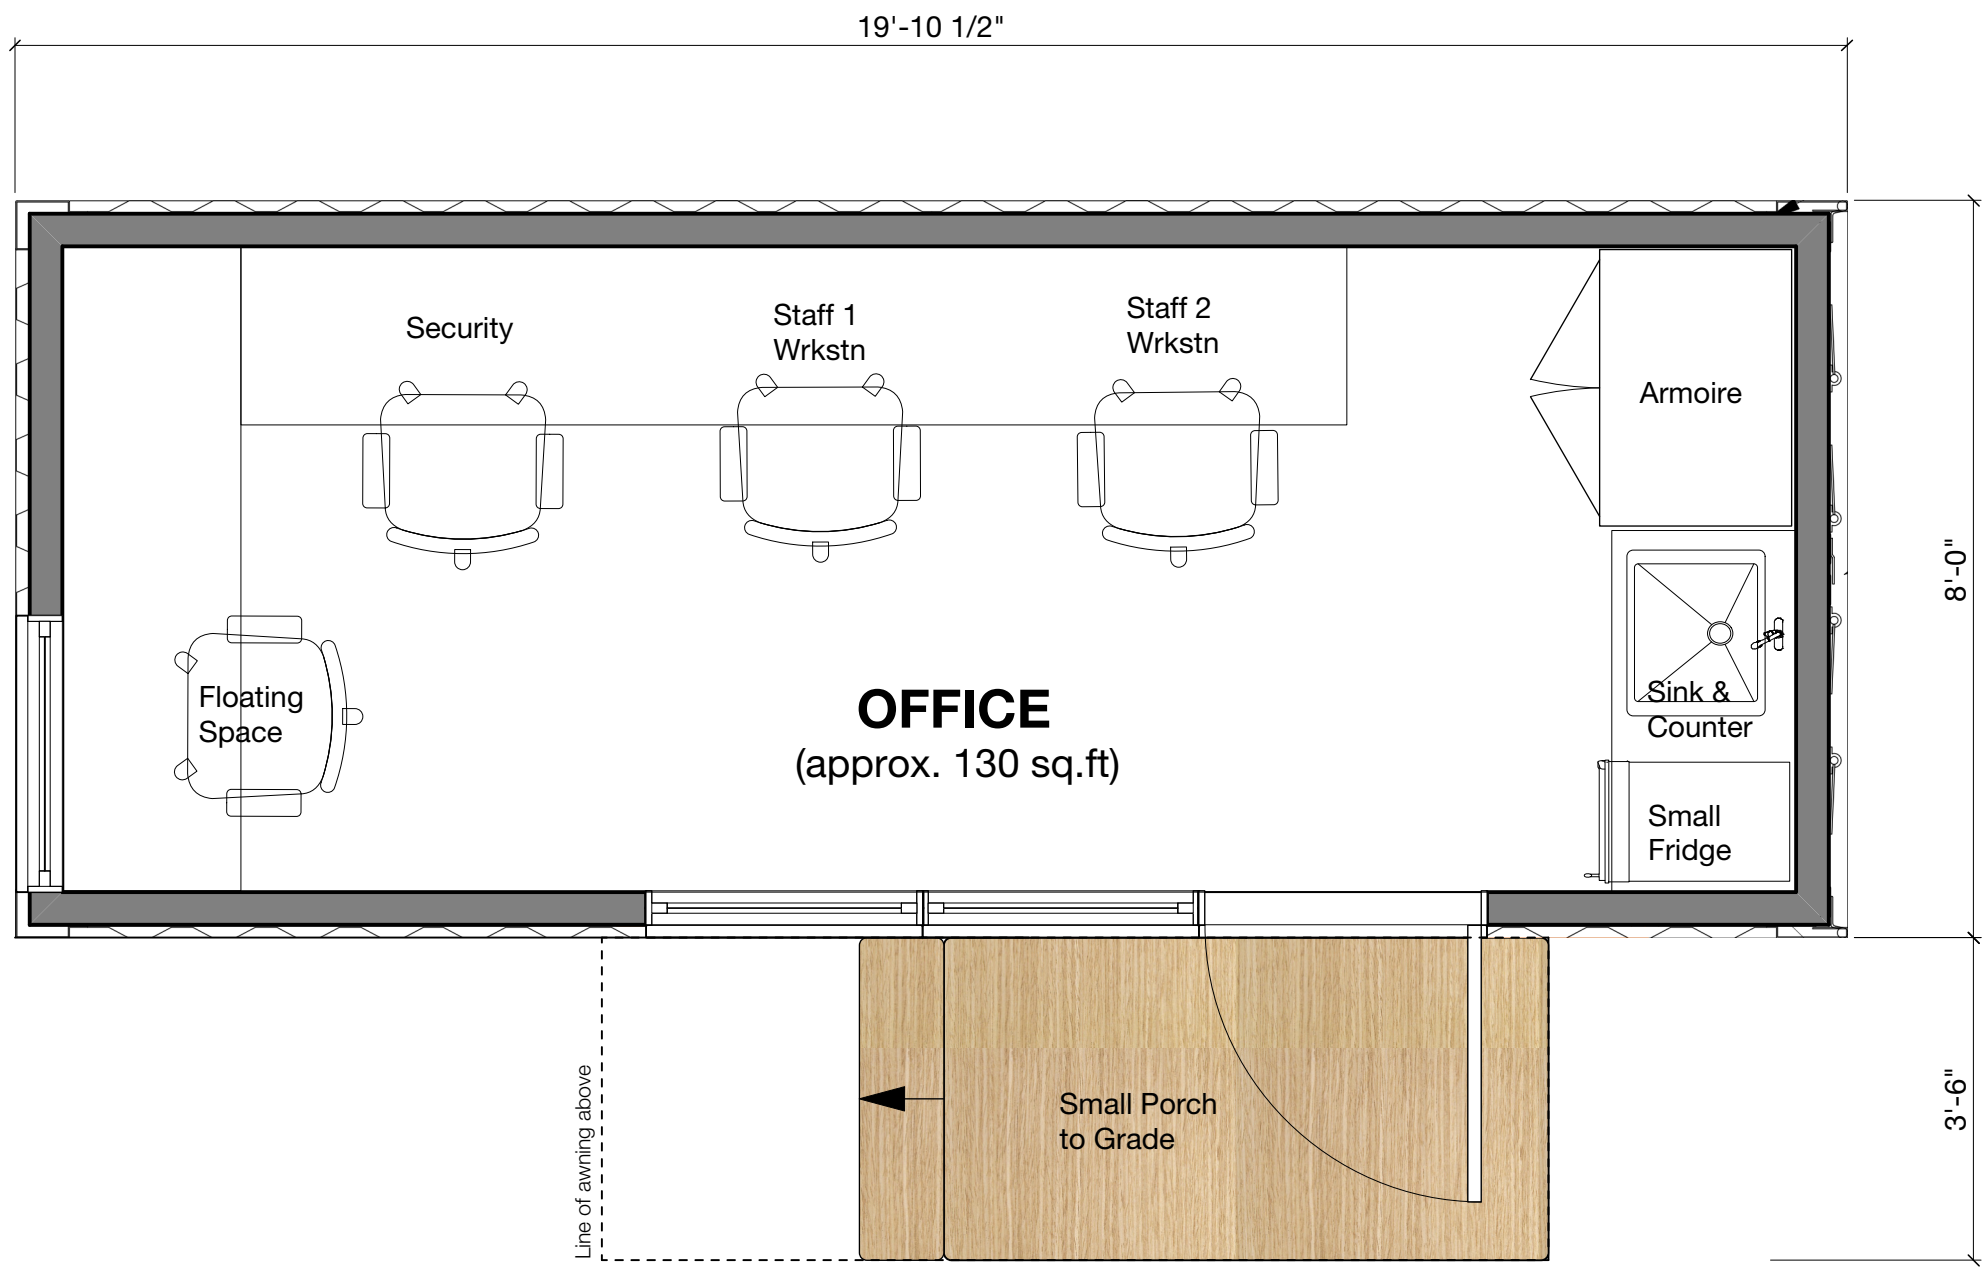 19'-10 1/2"
Security
Staff 1
Wrkstn
Staff 2
Wrkstn
Armoire
8'-0"
Floating
Space
OFFICE
(approx. 130 sq.ft)
Sink &
Counter
Small
Fridge
Line of awning above
Small Porch
to Grade
3'-6"